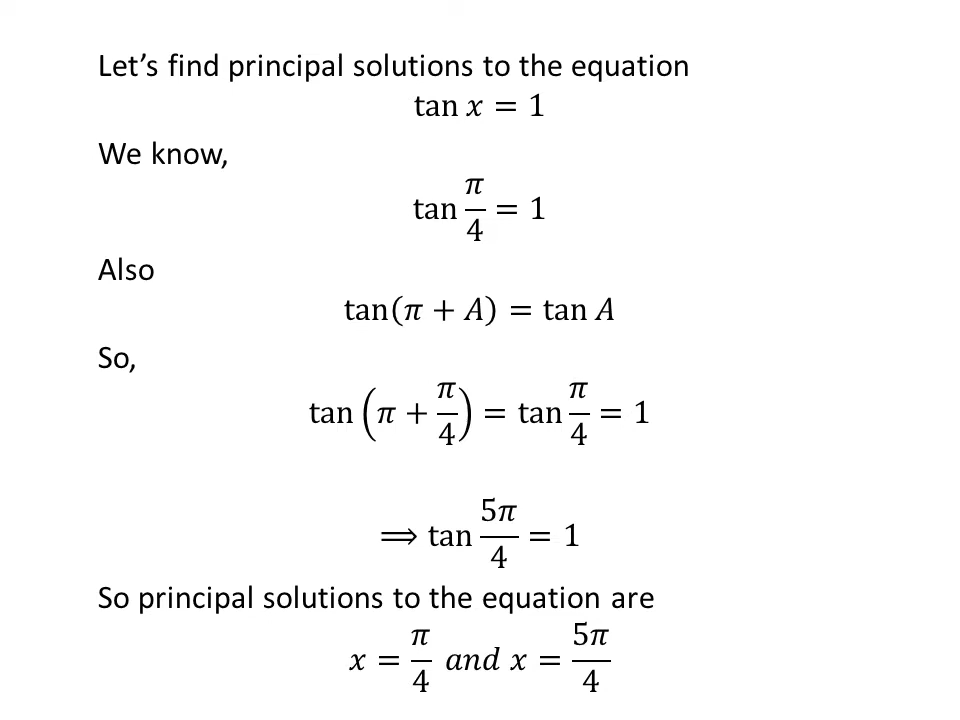 Let’s find principal solutions to the equation
tan 𝑥 = 1
We know,
tan π/4 = 1
Also
tan(π + A) = tan A
So,
tan (π + π/4) = tan π/4 = 1
⟹ tan 5π/4 = 1
So principal solutions to the equation are
𝑥 = π/4 and 𝑥 = 5π/4